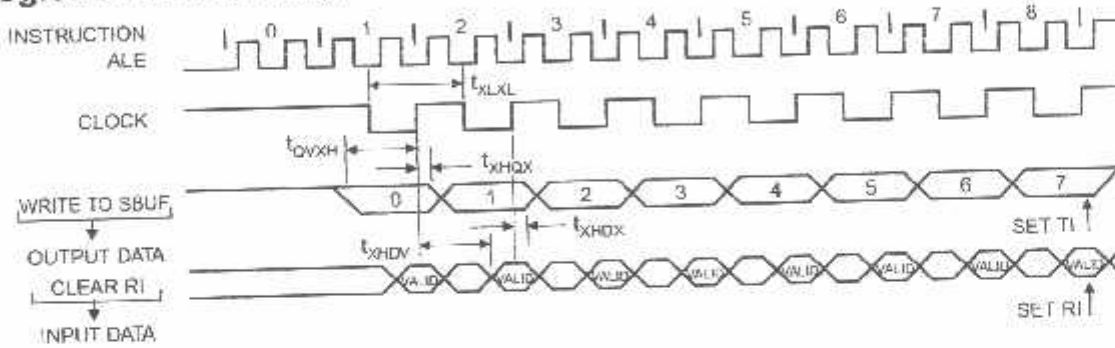 INSTRUCTION
0 1 2 3 4 5 6 7 8
ALE
tXLXL
CLOCK
tQVXH
tXHQX
0 1 2 3 4 5 6 7
WRITE TO SBUF
SET TI
OUTPUT DATA
tXHDV
tXHDX
VALID VALID VALID VALID VALID VALID VALID VALID
CLEAR RI
SET RI
INPUT DATA